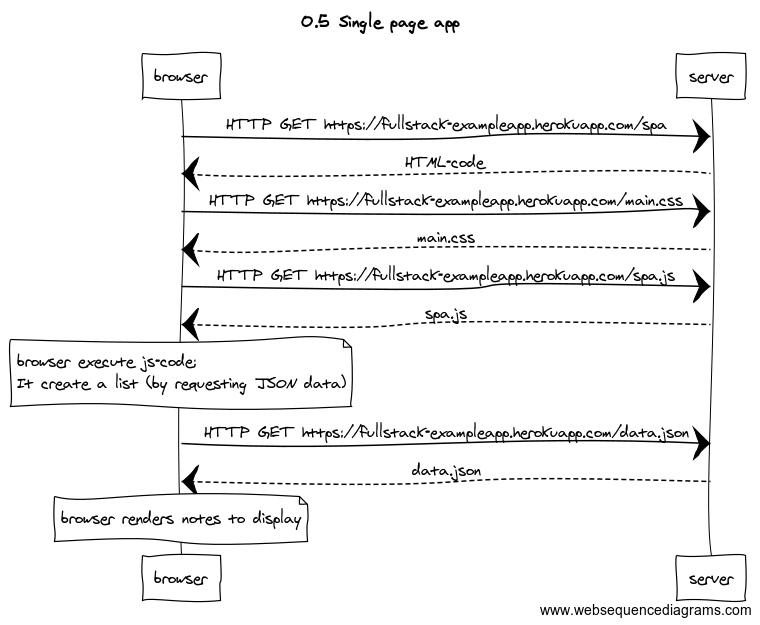 0.5 Single page app
browser
server
HTTP GET https://fullstack-exampleapp.herokuapp.com/spa
HTML-code
HTTP GET https://fullstack-exampleapp.herokuapp.com/main.css
main.css
HTTP GET https://fullstack-exampleapp.herokuapp.com/spa.js
spa.js
browser execute js-code;
It create a list (by requesting JSON data)
HTTP GET https://fullstack-exampleapp.herokuapp.com/data.json
data.json
browser renders notes to display
browser
server
www.websequencediagrams.com